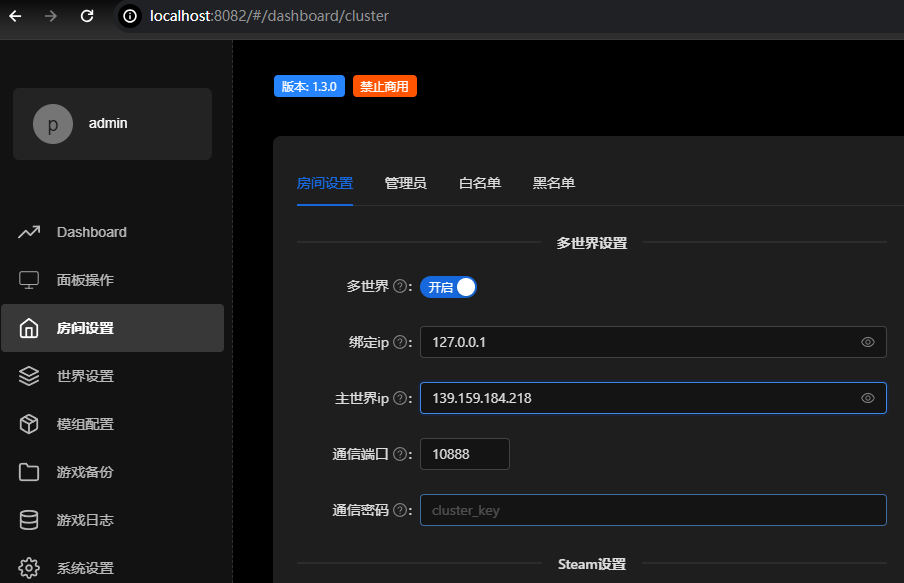 localhost:8082/#/dashboard/cluster
版本: 1.3.0 禁止商用
p admin
房间设置 管理员 白名单 黑名单
Dashboard
面板操作
房间设置
世界设置
模组配置
游戏备份
游戏日志
系统设置
多世界设置
多世界 ?: 开启
绑定ip ?: 127.0.0.1
主世界ip ?: 139.159.184.218
通信端口 ?: 10888
通信密码 ?: cluster_key
Steam设置